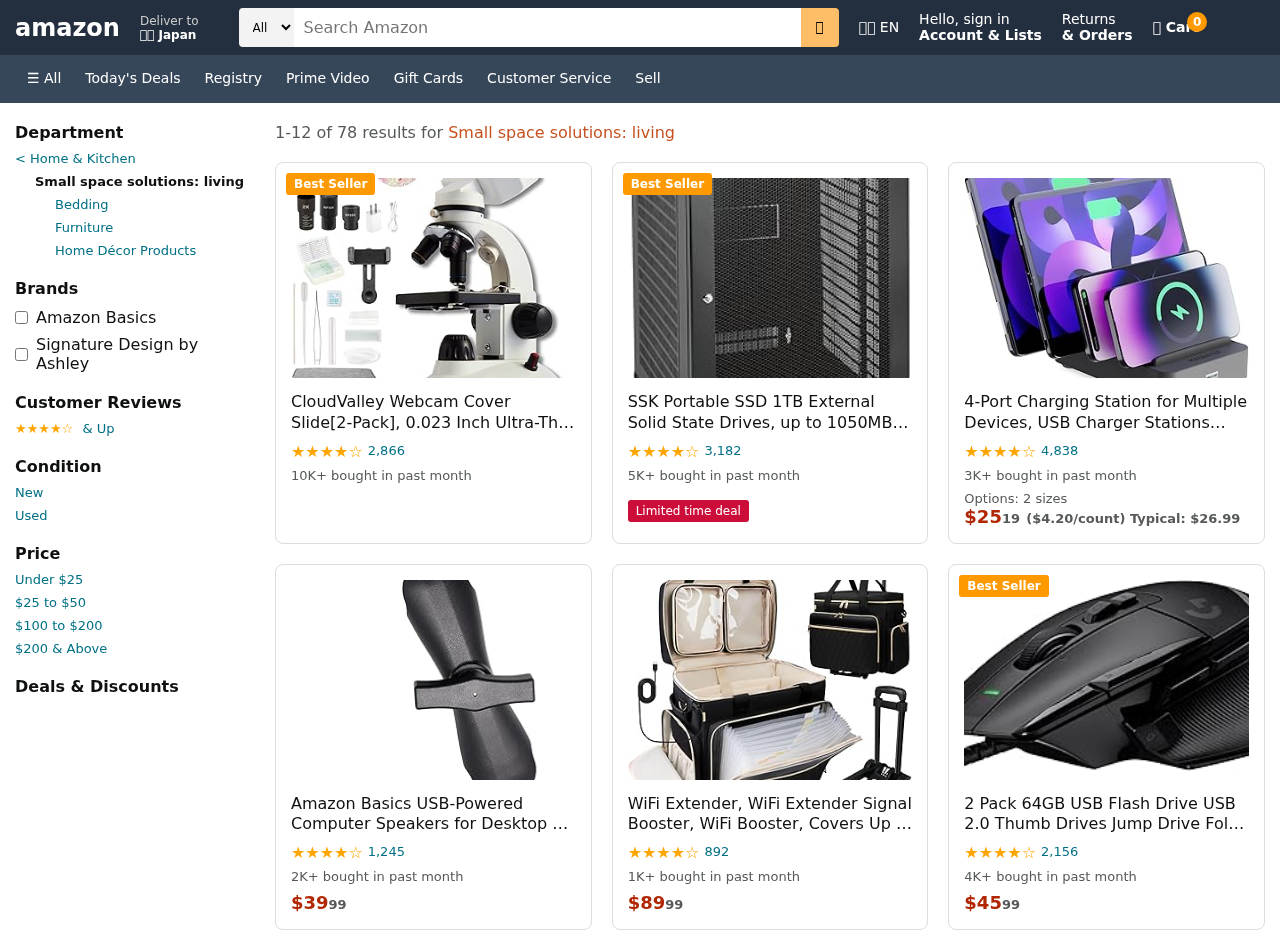 amazon
Deliver to
Japan
All
Search Amazon
EN
Hello, sign in
Account & Lists
Returns
& Orders
Car
0
☰ All
Today's Deals
Registry
Prime Video
Gift Cards
Customer Service
Sell
Department
< Home & Kitchen
Small space solutions: living
Bedding
Furniture
Home Décor Products
Brands
Amazon Basics
Signature Design by
Ashley
Customer Reviews
★★★★☆ & Up
Condition
New
Used
Price
Under $25
$25 to $50
$100 to $200
$200 & Above
Deals & Discounts
1-12 of 78 results for Small space solutions: living
Best Seller
CloudValley Webcam Cover
Slide[2-Pack], 0.023 Inch Ultra-Th…
★★★★☆ 2,866
10K+ bought in past month
Best Seller
SSK Portable SSD 1TB External
Solid State Drives, up to 1050MB…
★★★★☆ 3,182
5K+ bought in past month
Limited time deal
4-Port Charging Station for Multiple
Devices, USB Charger Stations…
★★★★☆ 4,838
3K+ bought in past month
Options: 2 sizes
$2519 ($4.20/count) Typical: $26.99
Amazon Basics USB-Powered
Computer Speakers for Desktop …
★★★★☆ 1,245
2K+ bought in past month
$3999
WiFi Extender, WiFi Extender Signal
Booster, WiFi Booster, Covers Up …
★★★★☆ 892
1K+ bought in past month
$8999
Best Seller
2 Pack 64GB USB Flash Drive USB
2.0 Thumb Drives Jump Drive Fol…
★★★★☆ 2,156
4K+ bought in past month
$4599